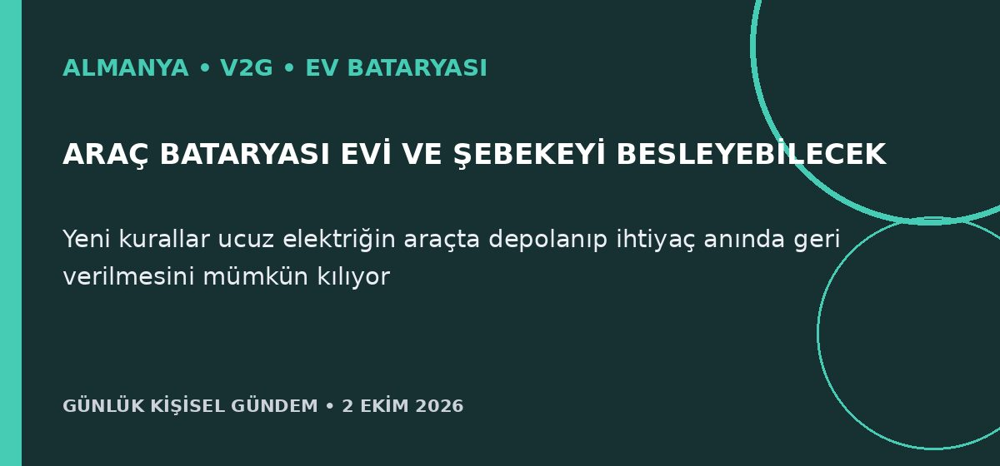 ALMANYA • V2G • EV BATARYASI
ARAÇ BATARYASI EVİ VE ŞEBEKEYİ BESLEYEBİLECEK
Yeni kurallar ucuz elektriğin araçta depolanıp ihtiyaç anında geri
verilmesini mümkün kılıyor
GÜNLÜK KİŞİSEL GÜNDEM • 2 EKİM 2026